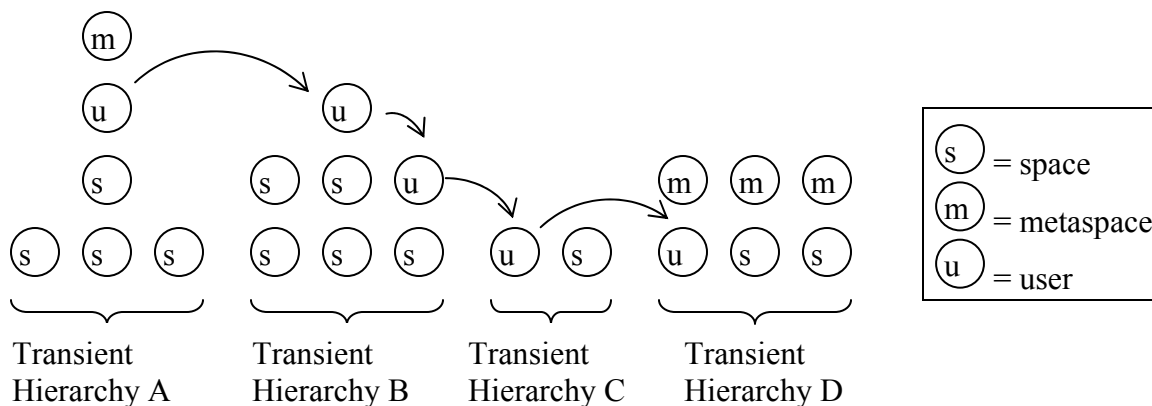 m
u
u
s
s s u
m m m
s s s
s s s
u s
u s s
Transient
Hierarchy A
Transient
Hierarchy B
Transient
Hierarchy C
Transient
Hierarchy D
s = space
m = metaspace
u = user